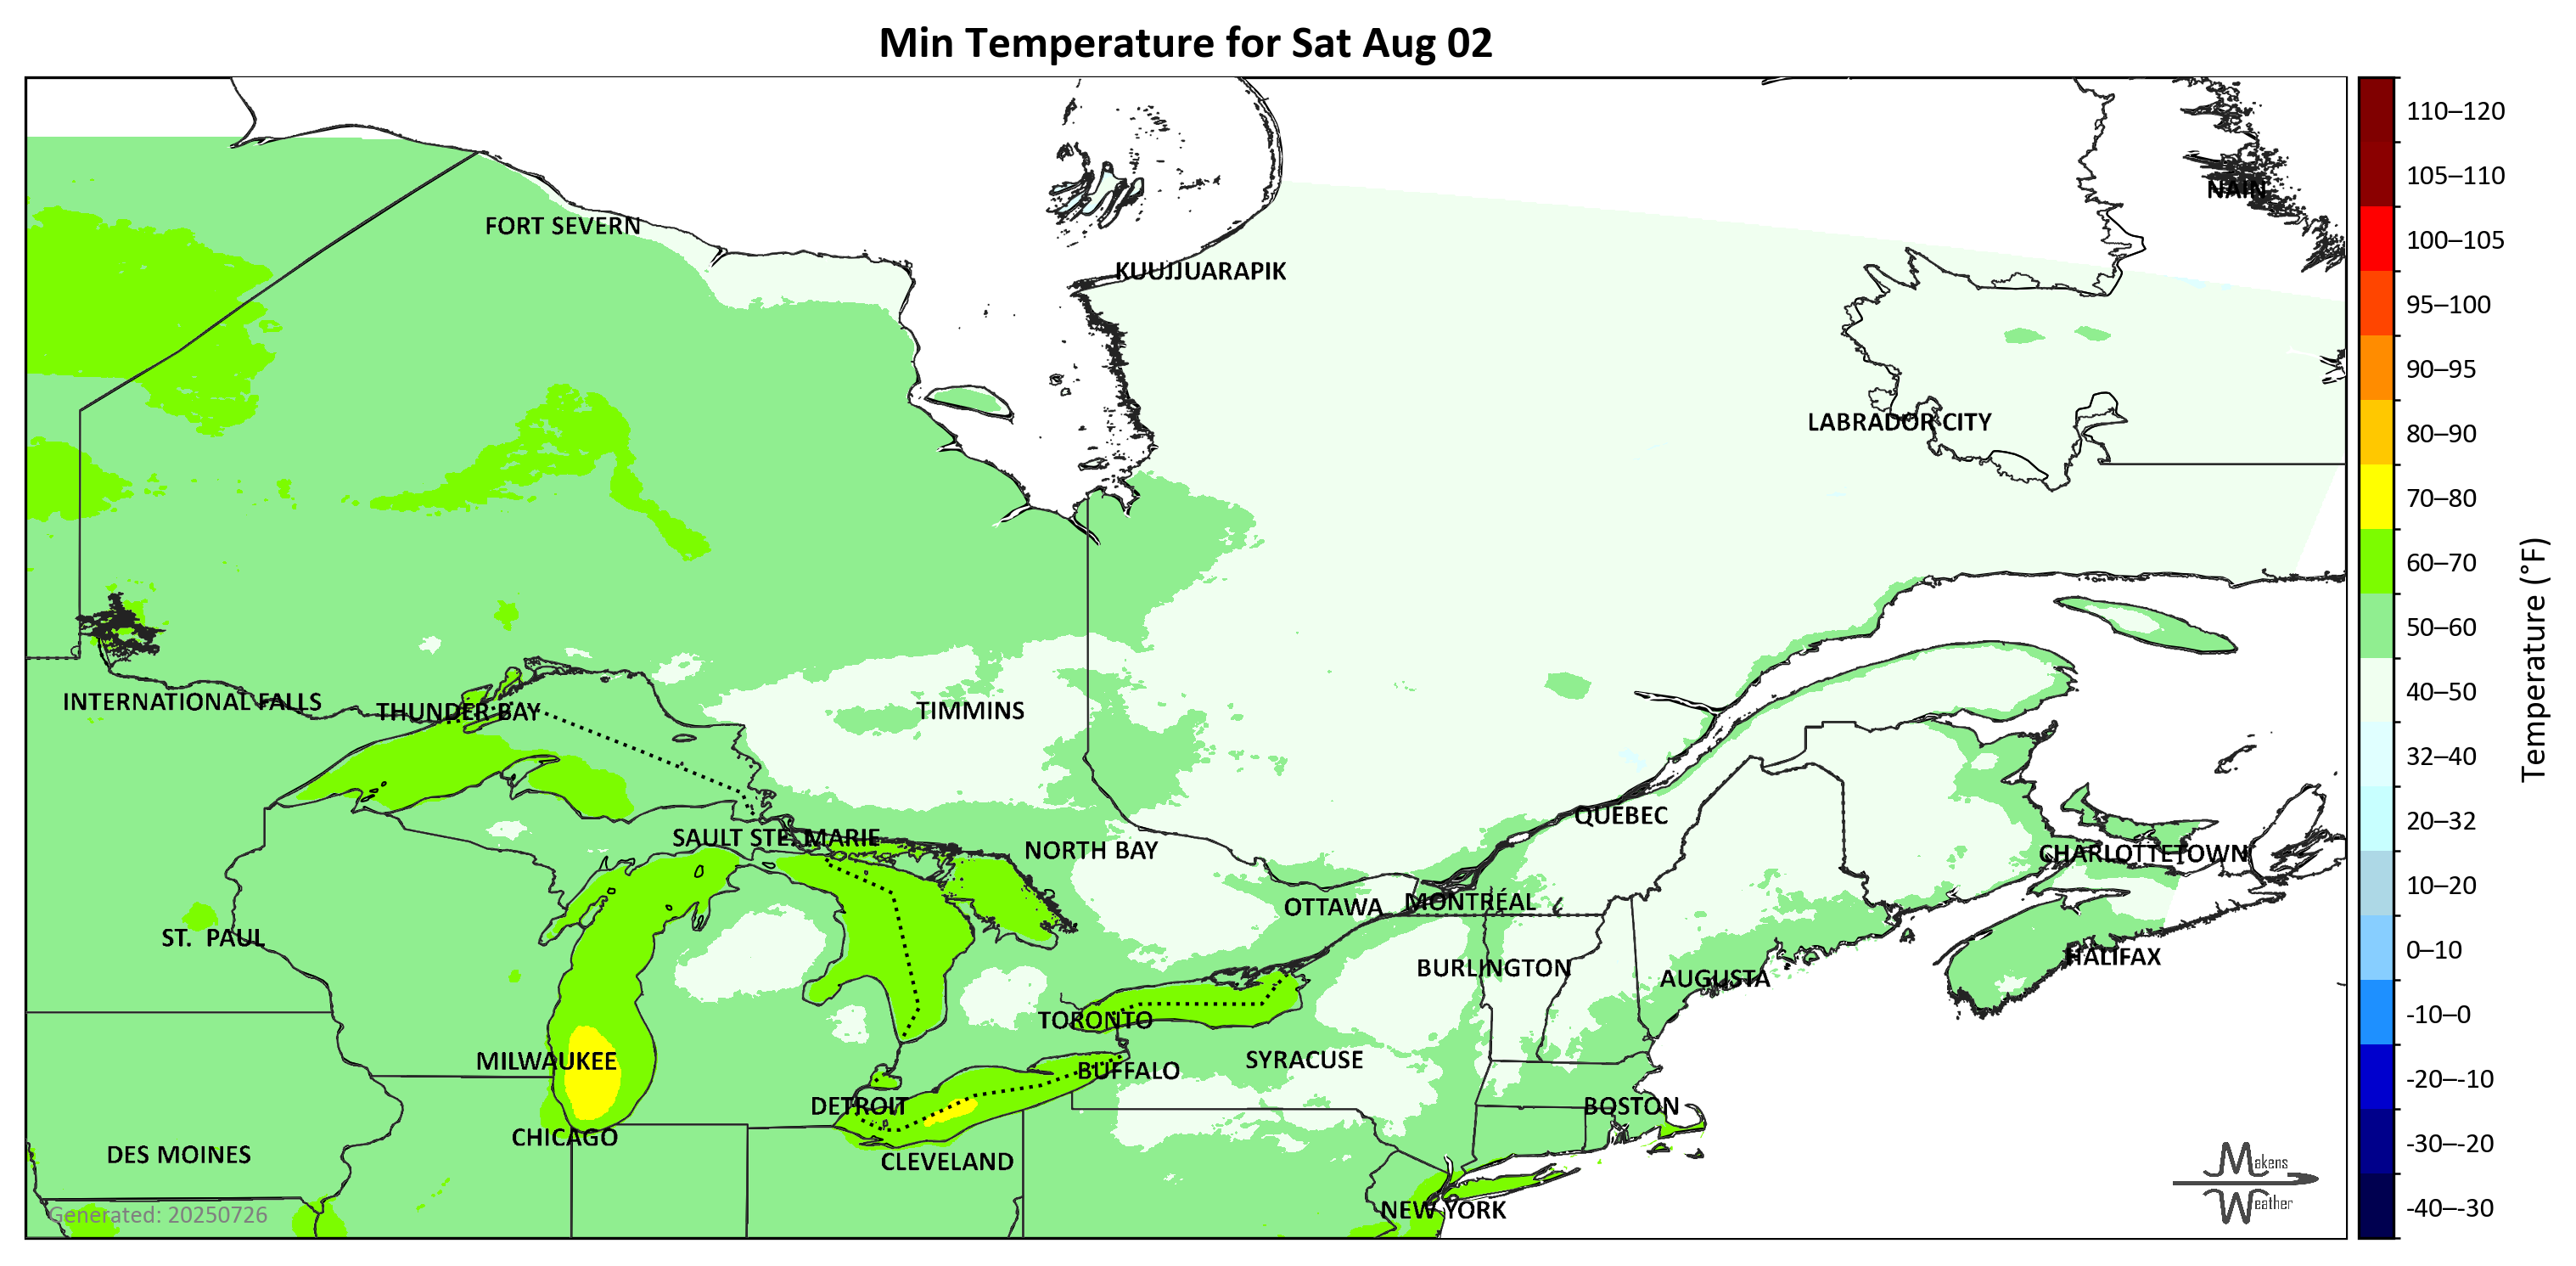 Min Temperature for Sat Aug 02
NAIN
FORT SEVERN
KUUJJUARAPIK
LABRADOR CITY
INTERNATIONAL FALLS
THUNDER BAY
TIMMINS
QUEBEC
SAULT STE. MARIE
NORTH BAY
CHARLOTTETOWN
OTTAWA
MONTRÉAL
ST. PAUL
HALIFAX
BURLINGTON
AUGUSTA
TORONTO
MILWAUKEE
SYRACUSE
BUFFALO
DETROIT
BOSTON
CHICAGO
DES MOINES
CLEVELAND
NEW YORK
Generated: 20250726
Makens
Weather
110–120
105–110
100–105
95–100
90–95
80–90
70–80
60–70
50–60
40–50
32–40
20–32
10–20
0–10
-10–0
-20–-10
-30–-20
-40–-30
Temperature (°F)